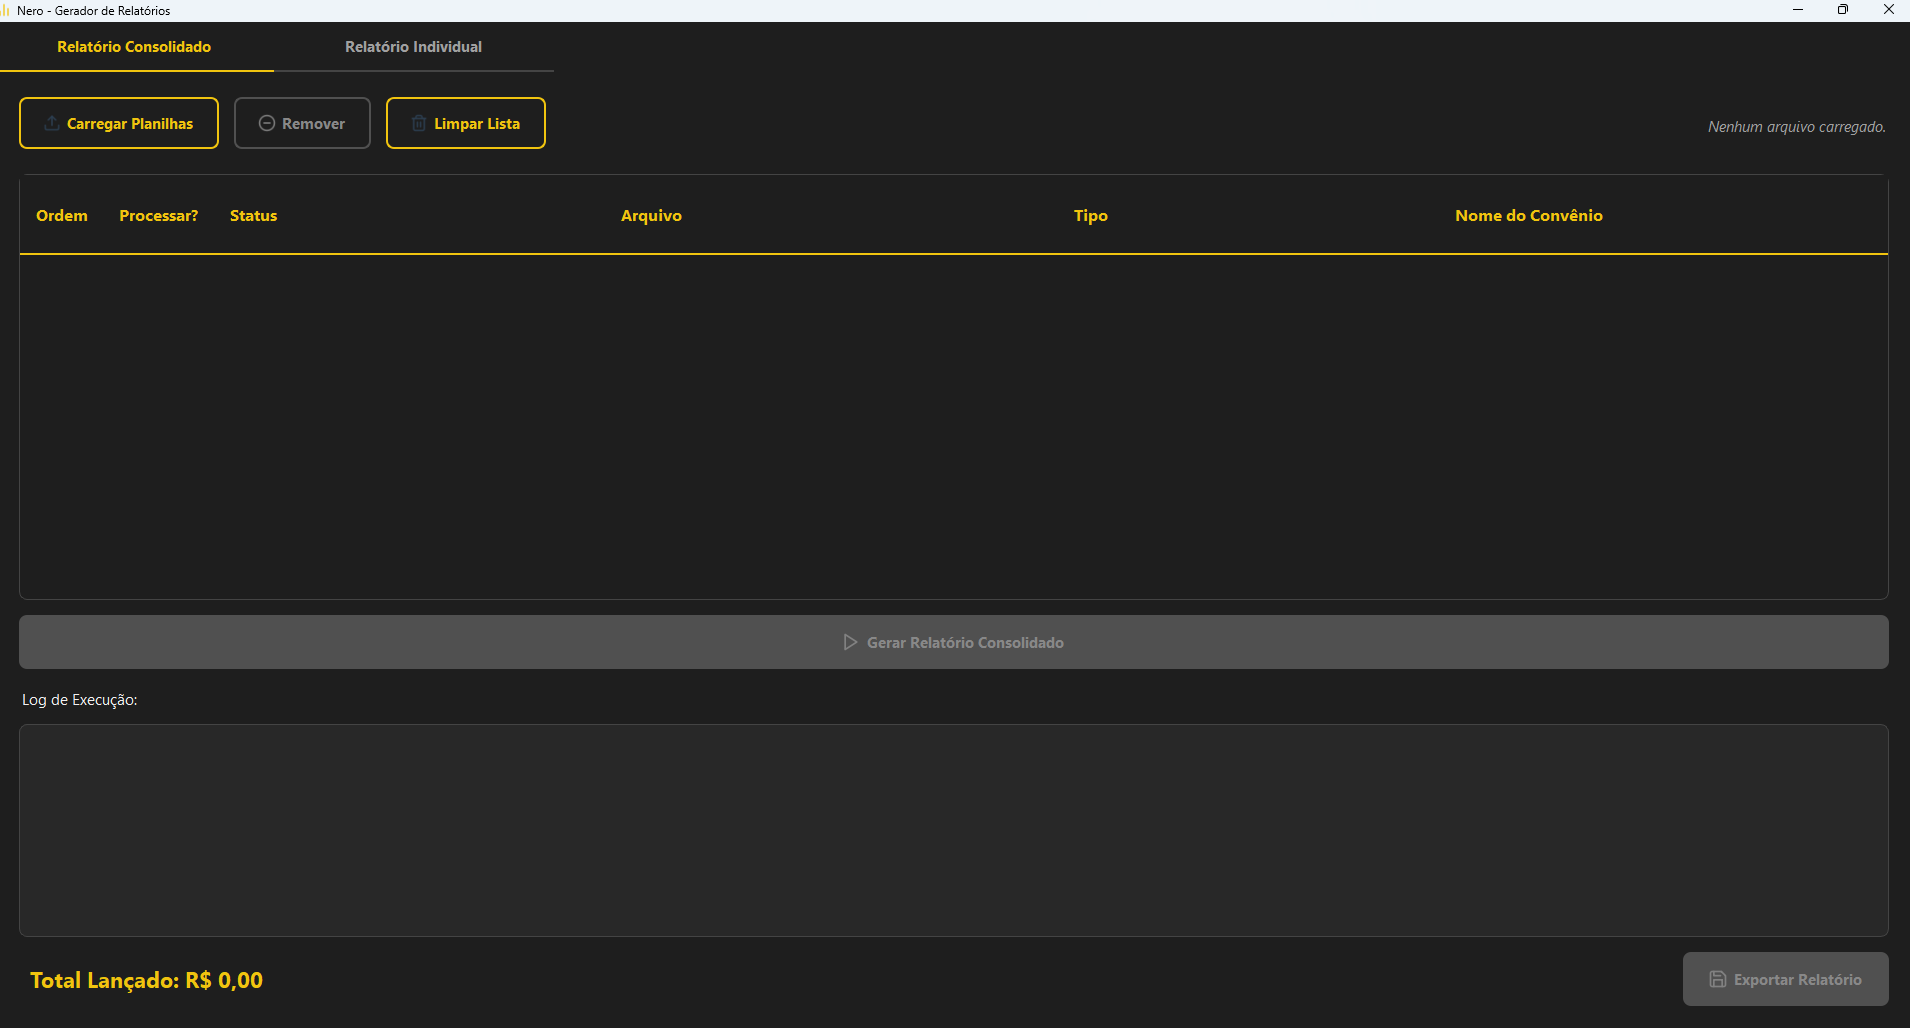 Nero - Gerador de Relatórios
Relatório Consolidado
Relatório Individual
Carregar Planilhas
Remover
Limpar Lista
Nenhum arquivo carregado.
Ordem
Processar?
Status
Arquivo
Tipo
Nome do Convênio
Gerar Relatório Consolidado
Log de Execução:
Total Lançado: R$ 0,00
Exportar Relatório